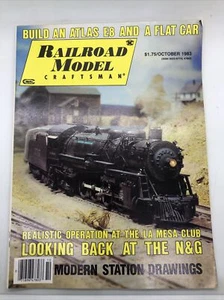 BUILD AN ATLAS E6 AND A FLAT CAR
RAILROAD
MODEL
CRAFTSMAN
$1.75/OCTOBER 1983
REALISTIC OPERATION AT THE LA MESA CLUB
LOOKING BACK AT THE N&G
MODERN STATION DRAWINGS